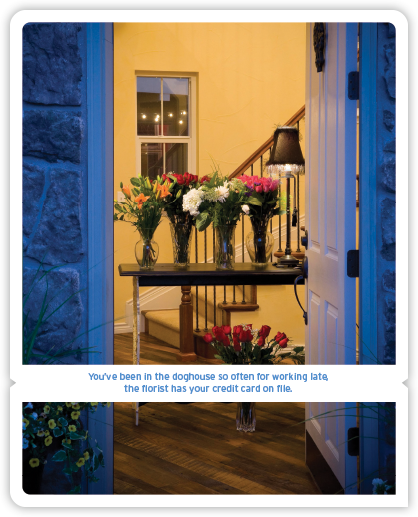 You've been in the doghouse so often for working late,
the florist has your credit card on file.